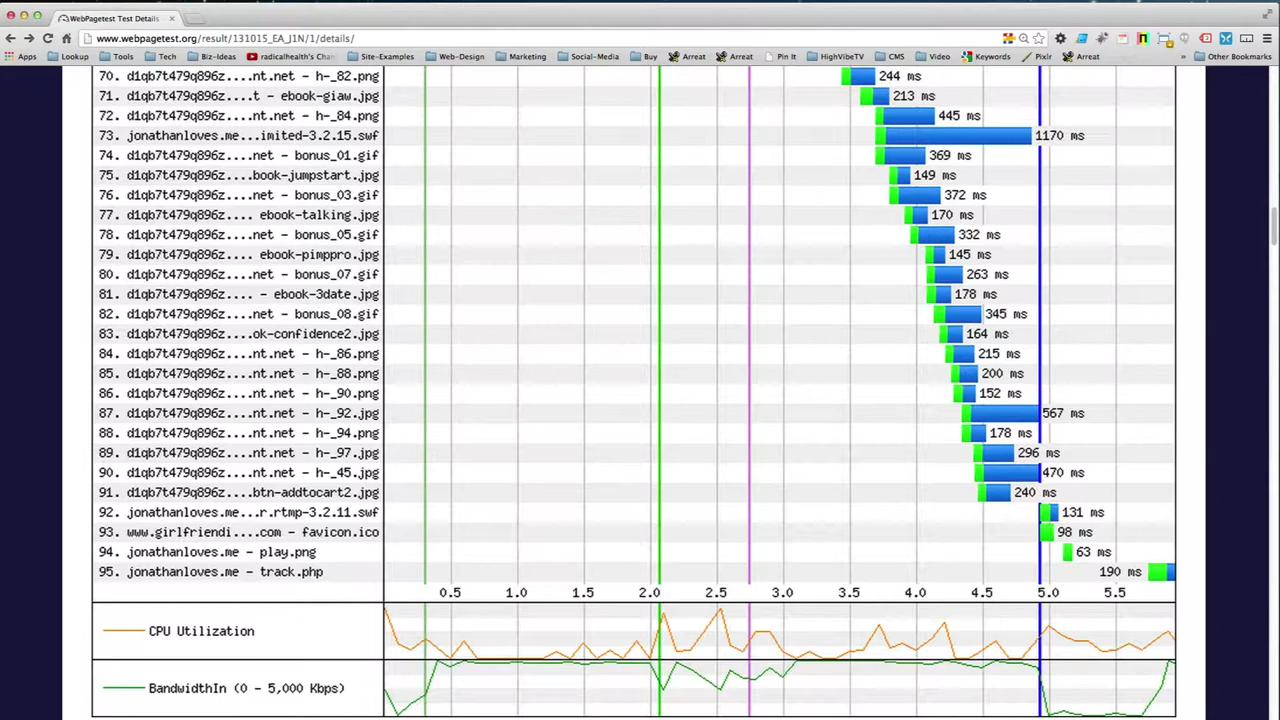 WebPagetest Test Details
www.webpagetest.org/result/131015_EA_J1N/1/details/
Apps Lookup Tools Tech Biz-Ideas radicalhealth's Chan Site-Examples Web-Design Marketing Social-Media Buy Arreat Arreat Pin It HighVibeTV CMS Video Keywords Pixlr Arreat » Other Bookmarks
70. d1qb7t479q896z....nt.net - h-_82.png 244 ms
71. d1qb7t479q896z....t - ebook-giaw.jpg 213 ms
72. d1qb7t479q896z....nt.net - h-_84.png 445 ms
73. jonathanloves.me...imited-3.2.15.swf 1170 ms
74. d1qb7t479q896z....net - bonus_01.gif 369 ms
75. d1qb7t479q896z....book-jumpstart.jpg 149 ms
76. d1qb7t479q896z....net - bonus_03.gif 372 ms
77. d1qb7t479q896z.... ebook-talking.jpg 170 ms
78. d1qb7t479q896z....net - bonus_05.gif 332 ms
79. d1qb7t479q896z.... ebook-pimppro.jpg 145 ms
80. d1qb7t479q896z....net - bonus_07.gif 263 ms
81. d1qb7t479q896z.... - ebook-3date.jpg 178 ms
82. d1qb7t479q896z....net - bonus_08.gif 345 ms
83. d1qb7t479q896z....ok-confidence2.jpg 164 ms
84. d1qb7t479q896z....nt.net - h-_86.png 215 ms
85. d1qb7t479q896z....nt.net - h-_88.png 200 ms
86. d1qb7t479q896z....nt.net - h-_90.png 152 ms
87. d1qb7t479q896z....nt.net - h-_92.jpg 567 ms
88. d1qb7t479q896z....nt.net - h-_94.png 178 ms
89. d1qb7t479q896z....nt.net - h-_97.jpg 296 ms
90. d1qb7t479q896z....nt.net - h-_45.jpg 470 ms
91. d1qb7t479q896z....btn-addtocart2.jpg 240 ms
92. jonathanloves.me...r.rtmp-3.2.11.swf 131 ms
93. www.girlfriendi....com - favicon.ico 98 ms
94. jonathanloves.me - play.png 63 ms
95. jonathanloves.me - track.php 190 ms
0.5 1.0 1.5 2.0 2.5 3.0 3.5 4.0 4.5 5.0 5.5
CPU Utilization
BandwidthIn (0 - 5,000 Kbps)